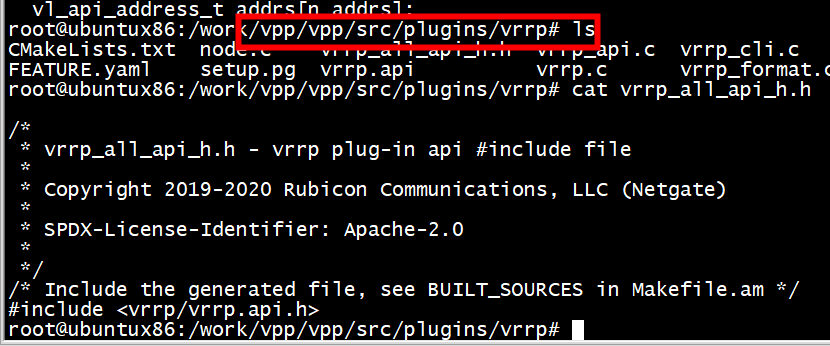 vl_api_address_t addrs[n_addrs];
root@ubuntux86:/work/vpp/vpp/src/plugins/vrrp# ls
CMakeLists.txt node.c vrrp_all_api_h.h vrrp_api.c vrrp_cli.c
FEATURE.yaml setup.pg vrrp.api vrrp.c vrrp_format.c
root@ubuntux86:/work/vpp/vpp/src/plugins/vrrp# cat vrrp_all_api_h.h
/*
* vrrp_all_api_h.h - vrrp plug-in api #include file
*
* Copyright 2019-2020 Rubicon Communications, LLC (Netgate)
*
* SPDX-License-Identifier: Apache-2.0
*
*/
/* Include the generated file, see BUILT_SOURCES in Makefile.am */
#include <vrrp/vrrp.api.h>
root@ubuntux86:/work/vpp/vpp/src/plugins/vrrp#